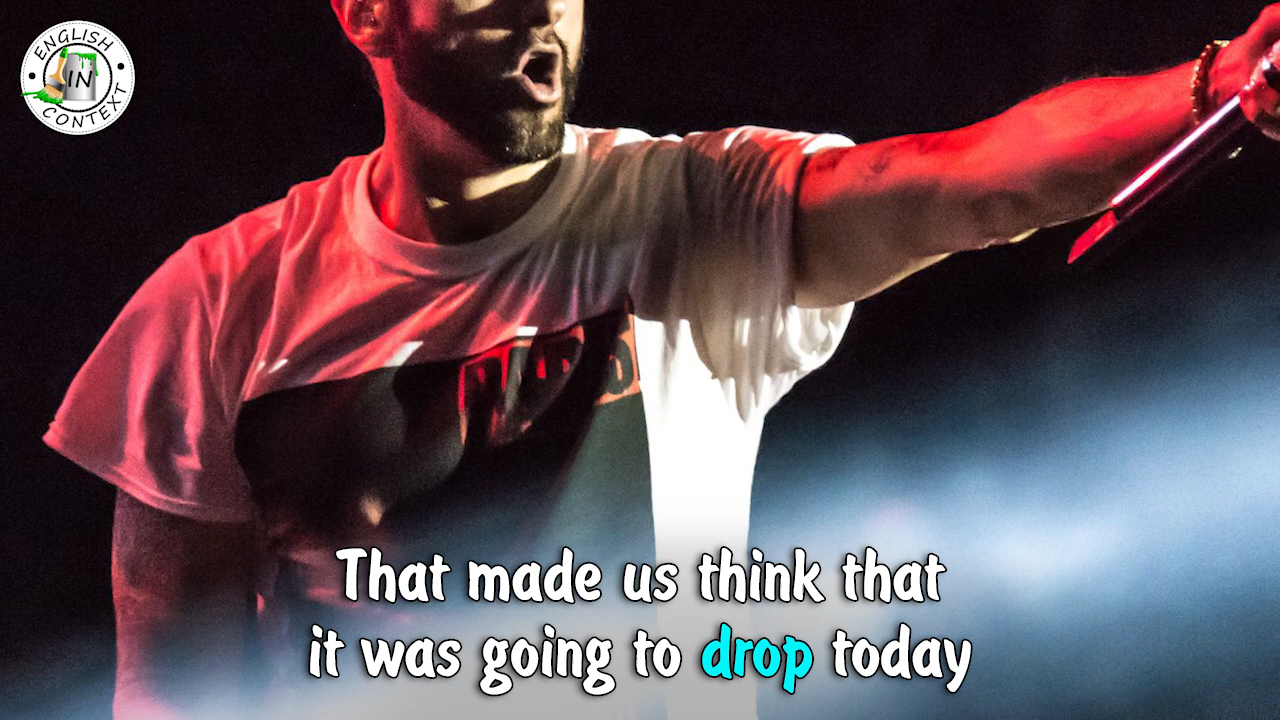 ENGLISH
IN
CONTEXT
That made us think that
it was going to drop today